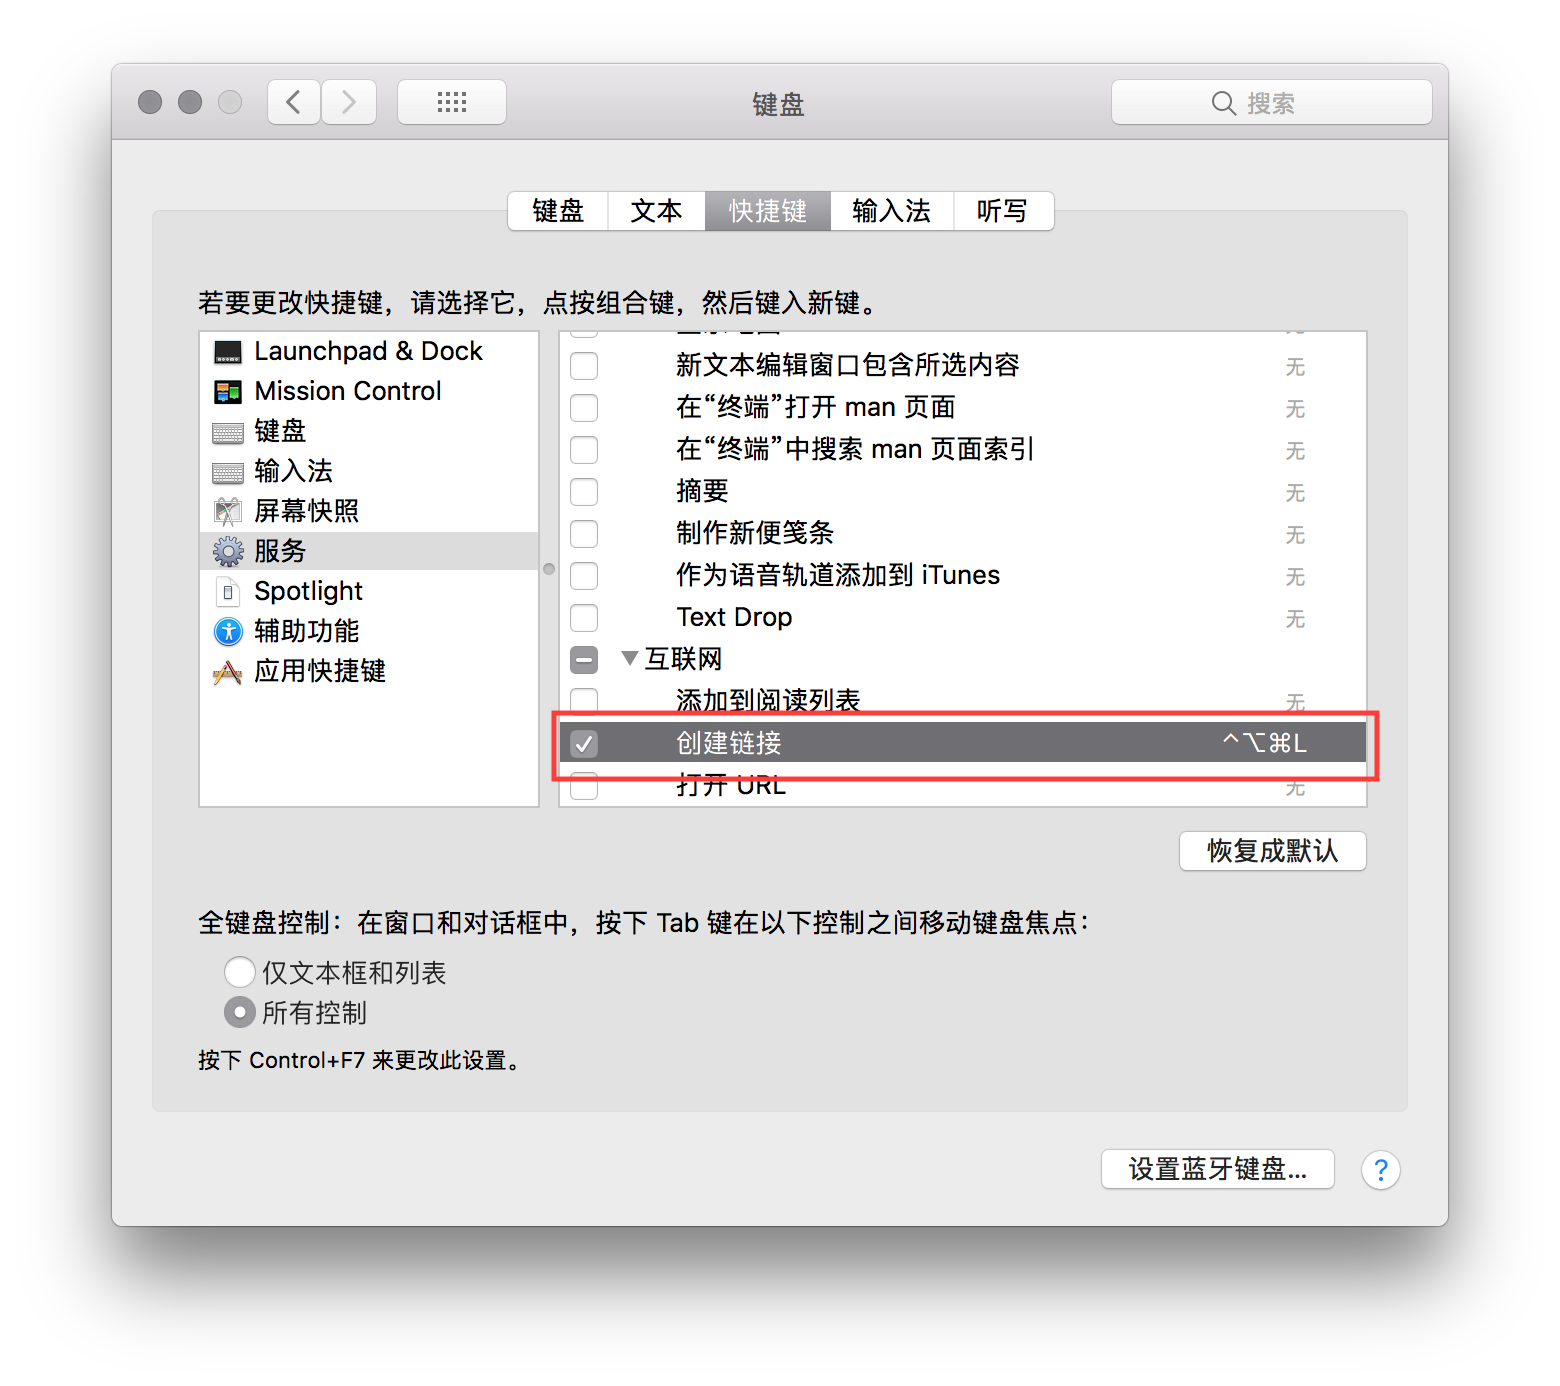 键盘
搜索
键盘 文本 快捷键 输入法 听写
若要更改快捷键，请选择它，点按组合键，然后键入新键。
Launchpad & Dock
Mission Control
键盘
输入法
屏幕快照
服务
Spotlight
辅助功能
应用快捷键
新文本编辑窗口包含所选内容 无
在“终端”打开 man 页面 无
在“终端”中搜索 man 页面索引 无
摘要 无
制作新便笺条 无
作为语音轨道添加到 iTunes 无
Text Drop 无
互联网
添加到阅读列表 无
创建链接 ^⌥⌘L
打开 URL 无
恢复成默认
全键盘控制：在窗口和对话框中，按下 Tab 键在以下控制之间移动键盘焦点：
仅文本框和列表
所有控制
按下 Control+F7 来更改此设置。
设置蓝牙键盘... ?